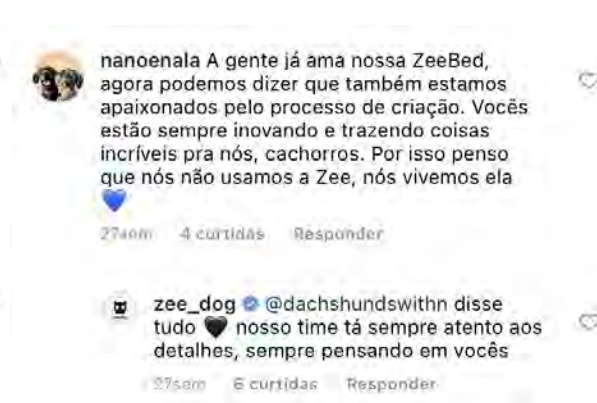 nanoenala A gente já ama nossa ZeeBed,
agora podemos dizer que também estamos
apaixonados pelo processo de criação. Vocês
estão sempre inovando e trazendo coisas
incríveis pra nós, cachorros. Por isso penso
que nós não usamos a Zee, nós vivemos ela
💙
27sem 4 curtidas Responder
zee_dog @dachshundswithn disse
tudo 🖤 nosso time tá sempre atento aos
detalhes, sempre pensando em vocês
27sem 6 curtidas Responder